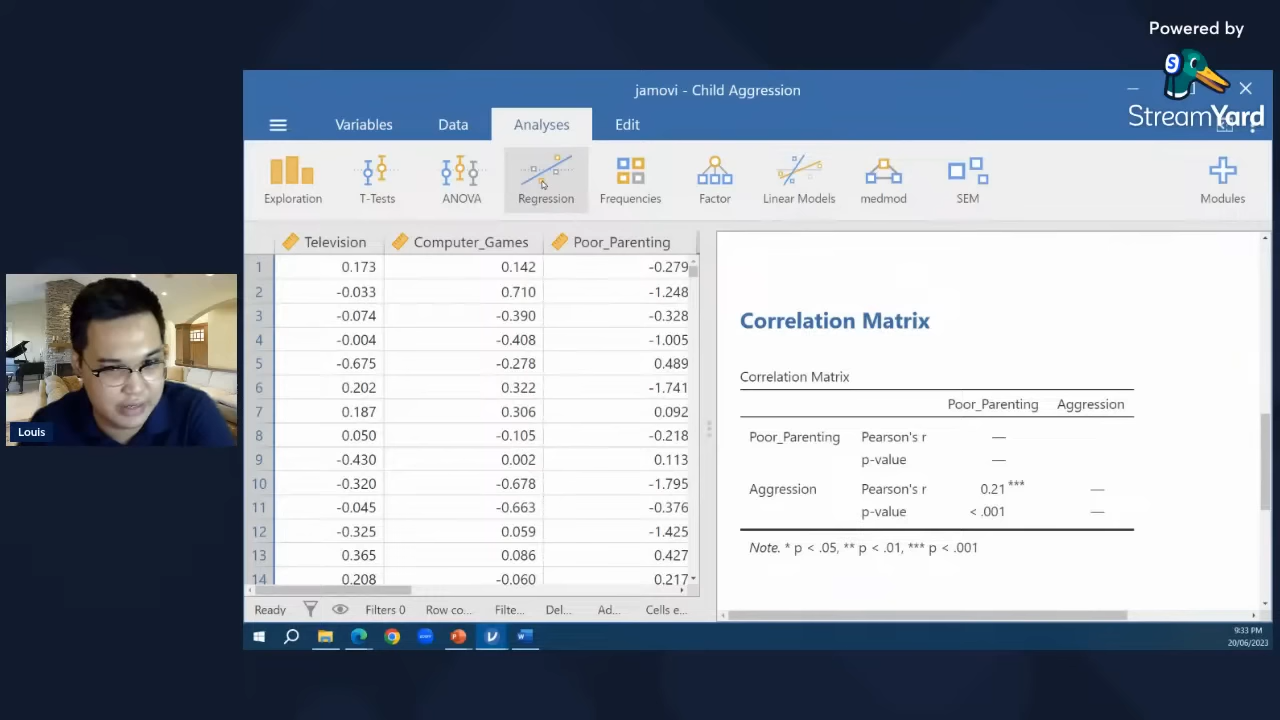 Powered by
StreamYard
jamovi - Child Aggression
Variables Data Analyses Edit
Exploration T-Tests ANOVA Regression Frequencies Factor Linear Models medmod SEM Modules
Television Computer_Games Poor_Parenting
1 0.173 0.142 -0.279
2 -0.033 0.710 -1.248
3 -0.074 -0.390 -0.328
4 -0.004 -0.408 -1.005
5 -0.675 -0.278 0.489
6 0.202 0.322 -1.741
7 0.187 0.306 0.092
8 0.050 -0.105 -0.218
9 -0.430 0.002 0.113
10 -0.320 -0.678 -1.795
11 -0.045 -0.663 -0.376
12 -0.325 0.059 -1.425
13 0.365 0.086 0.427
14 0.208 -0.060 0.217
Correlation Matrix
Correlation Matrix
Poor_Parenting Aggression
Poor_Parenting Pearson's r —
p-value —
Aggression Pearson's r 0.21 *** —
p-value < .001 —
Note. * p < .05, ** p < .01, *** p < .001
Louis
Ready Filters 0 Row co... Filte... Del... Ad... Cells e...
9:33 PM
20/06/2023